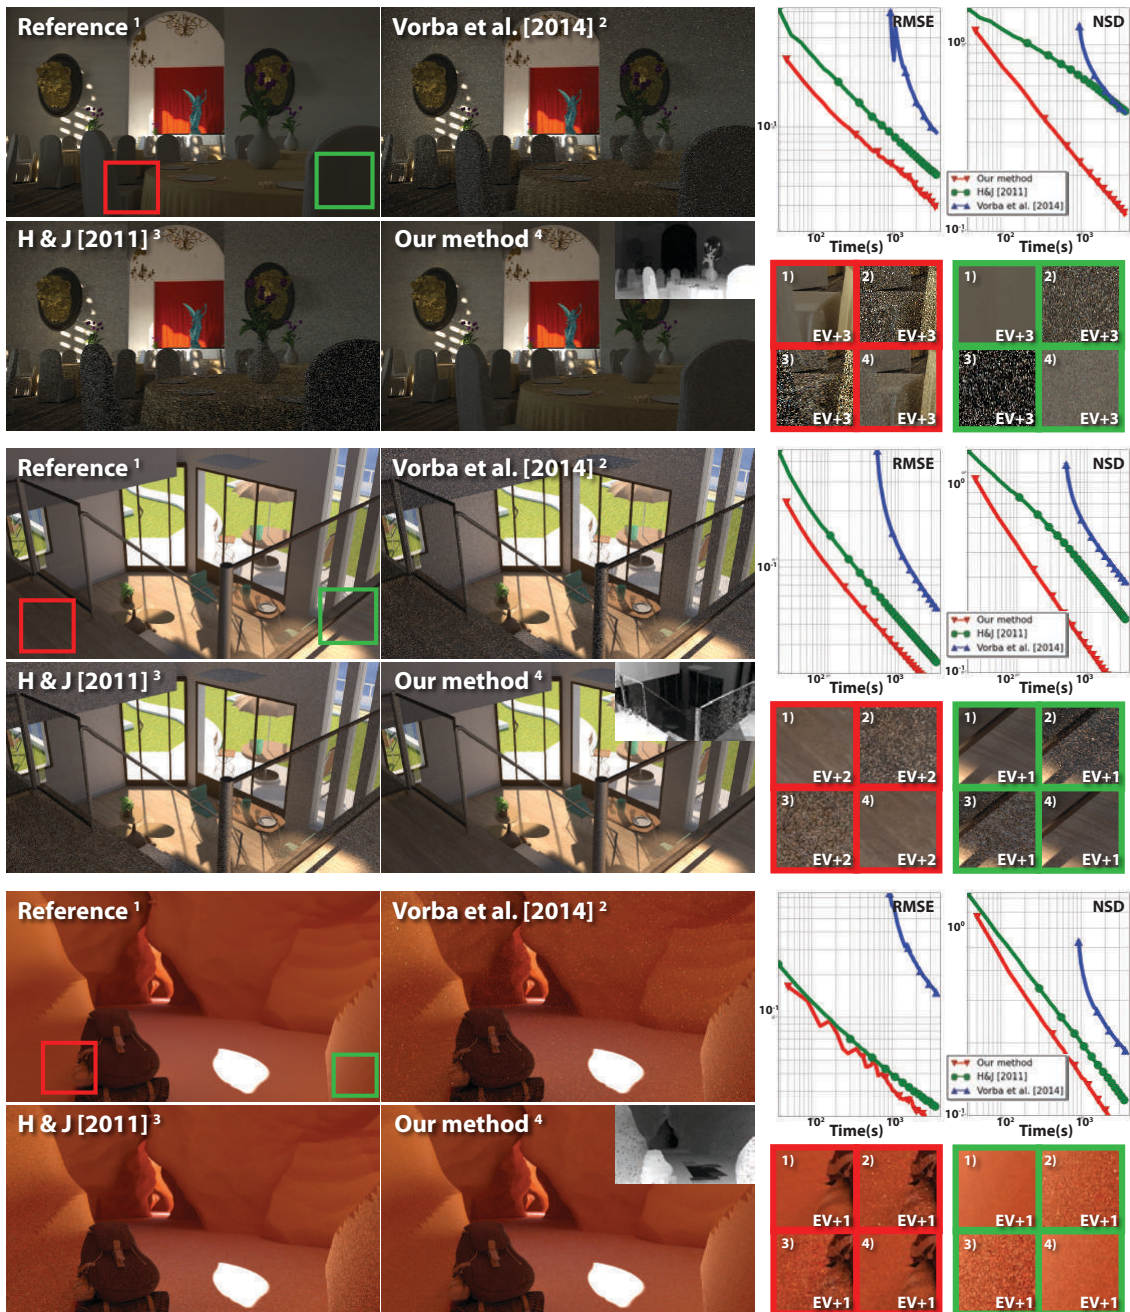 Reference 1
Vorba et al. [2014] 2
H & J [2011] 3
Our method 4
RMSE
NSD
10⁰
10⁻¹
10⁻¹
Our method
H&J [2011]
Vorba et al. [2014]
10² 10³
Time(s)
10² 10³
Time(s)
1) EV+3
2) EV+3
3) EV+3
4) EV+3
1) EV+3
2) EV+3
3) EV+3
4) EV+3
Reference 1
Vorba et al. [2014] 2
H & J [2011] 3
Our method 4
RMSE
NSD
10⁰
10⁻¹
10⁻¹
Our method
H&J [2011]
Vorba et al. [2014]
10² 10³
Time(s)
10² 10³
Time(s)
1) EV+2
2) EV+2
3) EV+2
4) EV+2
1) EV+1
2) EV+1
3) EV+1
4) EV+1
Reference 1
Vorba et al. [2014] 2
H & J [2011] 3
Our method 4
RMSE
NSD
10⁰
10⁻¹
10⁻¹
Our method
H&J [2011]
Vorba et al. [2014]
10² 10³
Time(s)
10² 10³
Time(s)
1) EV+1
2) EV+1
3) EV+1
4) EV+1
1) EV+1
2) EV+1
3) EV+1
4) EV+1